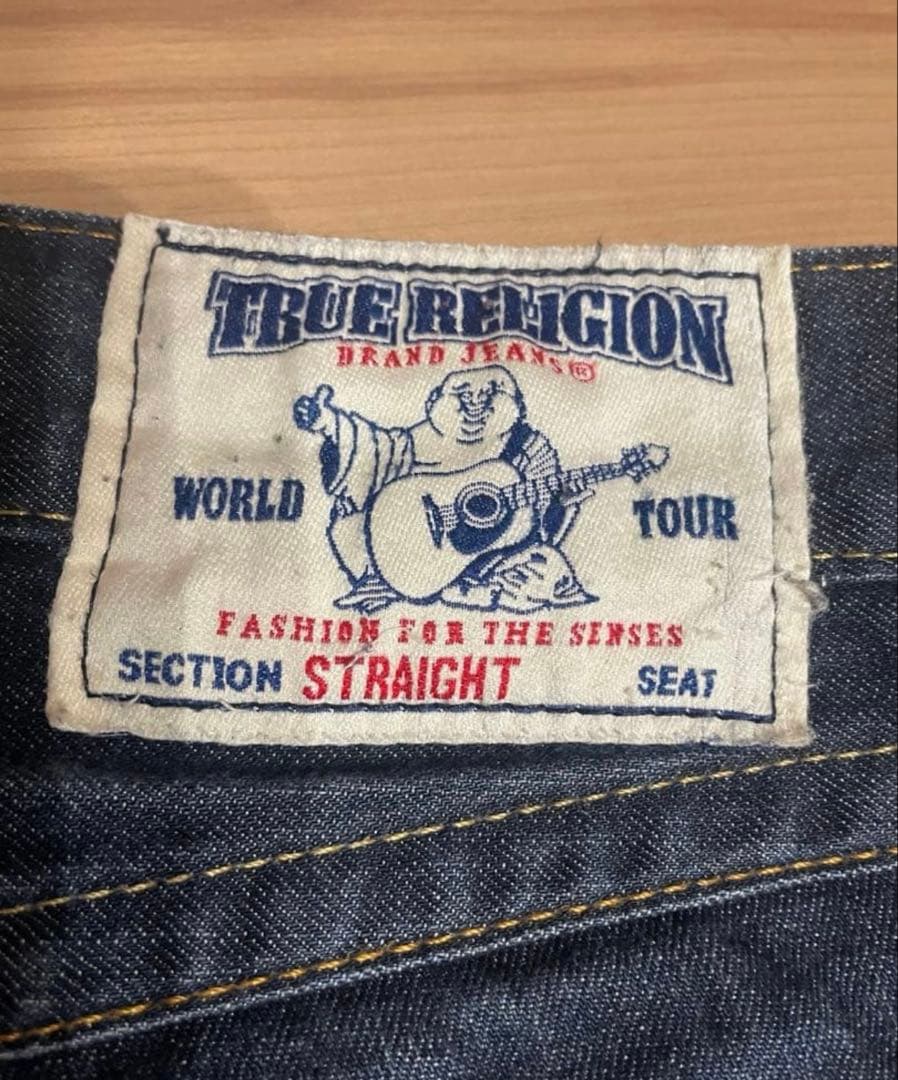 TRUE RELIGION
BRAND JEANS®
WORLD TOUR
FASHION FOR THE SENSES
SECTION STRAIGHT SEAT